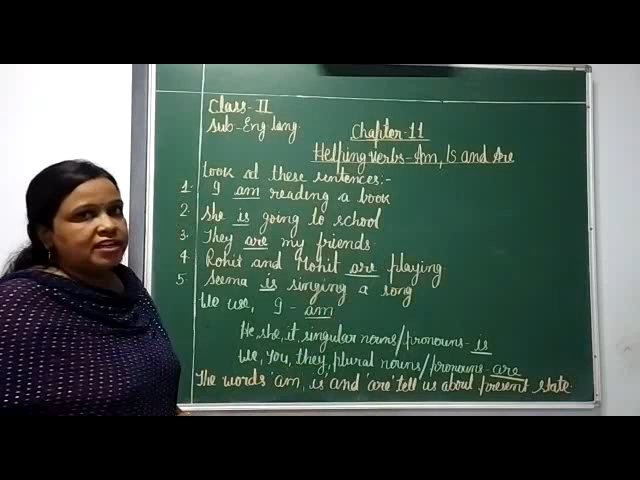 Class-II
Sub-Eng lang.
Chapter-11
Helping verbs-Am, Is and Are
Look at these sentences:-
1. I am reading a book
2. She is going to school
3. They are my friends.
4. Rohit and Mohit are playing.
5. Seema is singing a song
We use, I - am
He, she, it, singular nouns/pronouns-is
We, You, they, plural nouns/pronouns-are
The words 'am, is' and 'are' tell us about present state.